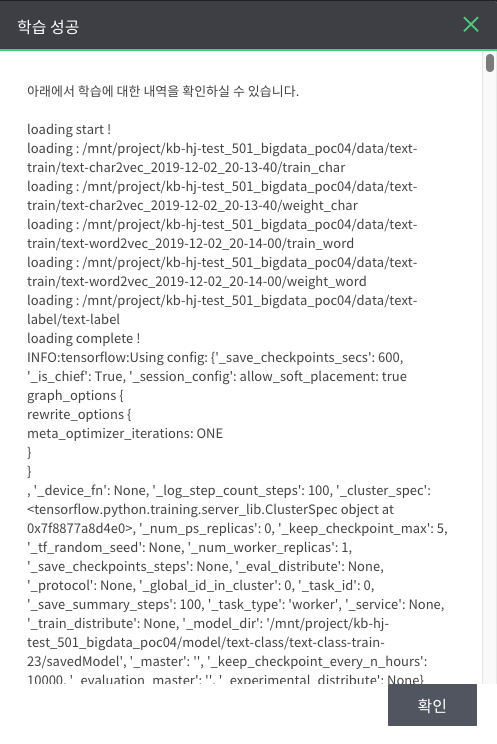 학습 성공
아래에서 학습에 대한 내역을 확인하실 수 있습니다.
loading start !
loading : /mnt/project/kb-hj-test_501_bigdata_poc04/data/text-
train/text-char2vec_2019-12-02_20-13-40/train_char
loading : /mnt/project/kb-hj-test_501_bigdata_poc04/data/text-
train/text-char2vec_2019-12-02_20-13-40/weight_char
loading : /mnt/project/kb-hj-test_501_bigdata_poc04/data/text-
train/text-word2vec_2019-12-02_20-14-00/train_word
loading : /mnt/project/kb-hj-test_501_bigdata_poc04/data/text-
train/text-word2vec_2019-12-02_20-14-00/weight_word
loading : /mnt/project/kb-hj-test_501_bigdata_poc04/data/text-
label/text-label
loading complete !
INFO:tensorflow:Using config: {'_save_checkpoints_secs': 600,
'_is_chief': True, '_session_config': allow_soft_placement: true
graph_options {
rewrite_options {
meta_optimizer_iterations: ONE
}
}
, '_device_fn': None, '_log_step_count_steps': 100, '_cluster_spec':
<tensorflow.python.training.server_lib.ClusterSpec object at
0x7f8877a8d4e0>, '_num_ps_replicas': 0, '_keep_checkpoint_max': 5,
'_tf_random_seed': None, '_num_worker_replicas': 1,
'_save_checkpoints_steps': None, '_eval_distribute': None,
'_protocol': None, '_global_id_in_cluster': 0, '_task_id': 0,
'_save_summary_steps': 100, '_task_type': 'worker', '_service': None,
'_train_distribute': None, '_model_dir': '/mnt/project/kb-hj-
test_501_bigdata_poc04/model/text-class/text-class-train-
23/savedModel', '_master': '', '_keep_checkpoint_every_n_hours':
10000, '_evaluation_master': '', '_experimental_distribute': None}
확인